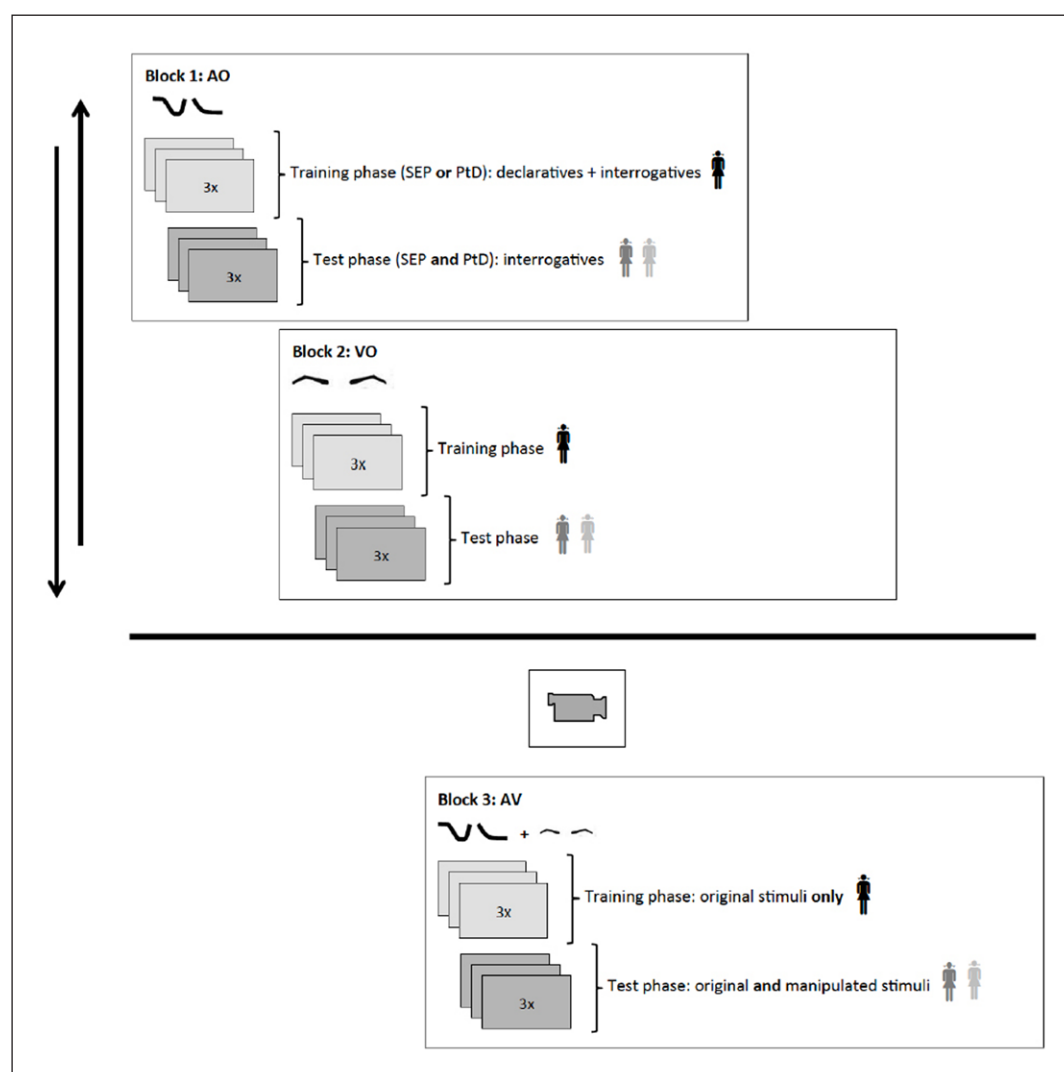 Block 1: AO
3x
Training phase (SEP or PtD): declaratives + interrogatives
3x
Test phase (SEP and PtD): interrogatives
Block 2: VO
3x
Training phase
3x
Test phase
Block 3: AV
+
3x
Training phase: original stimuli only
3x
Test phase: original and manipulated stimuli